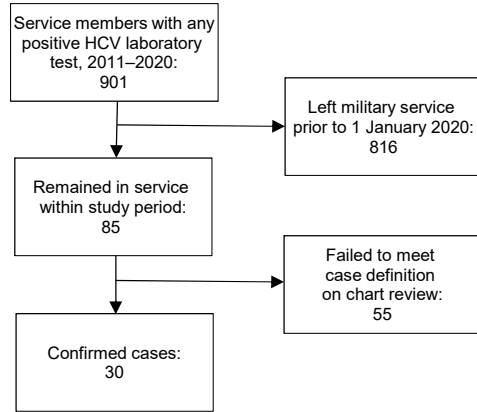 Service members with any
positive HCV laboratory
test, 2011–2020:
901
Left military service
prior to 1 January 2020:
816
Remained in service
within study period:
85
Failed to meet
case definition
on chart review:
55
Confirmed cases:
30